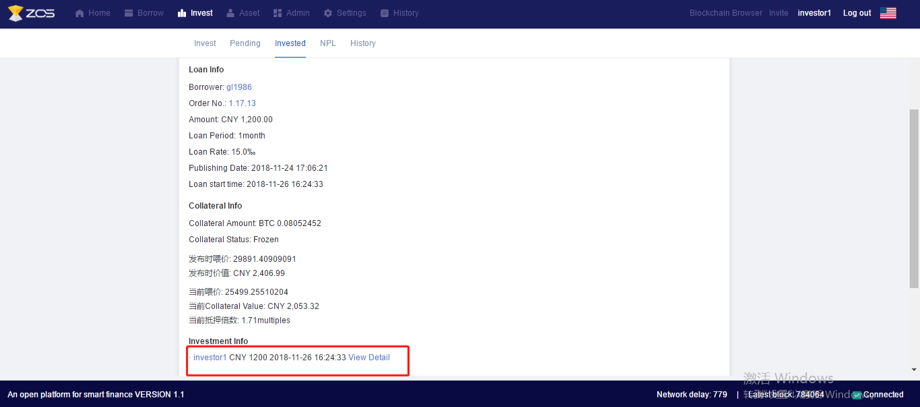 ZOS Home Borrow Invest Asset Admin Settings History Blockchain Browser Invite investor1 Log out
Invest Pending Invested NPL History
Loan Info
Borrower: gl1986
Order No.: 1.17.13
Amount: CNY 1,200.00
Loan Period: 1month
Loan Rate: 15.0‰
Publishing Date: 2018-11-24 17:06:21
Loan start time: 2018-11-26 16:24:33
Collateral Info
Collateral Amount: BTC 0.08052452
Collateral Status: Frozen
发布时喂价: 29891.40909091
发布时价值: CNY 2,406.99
当前喂价: 25499.25510204
当前Collateral Value: CNY 2,053.32
当前抵押倍数: 1.71multiples
Investment Info
investor1 CNY 1200 2018-11-26 16:24:33 View Detail
激活 Windows
An open platform for smart finance VERSION 1.1 Network delay: 779 | Latest block: 784064 Connected